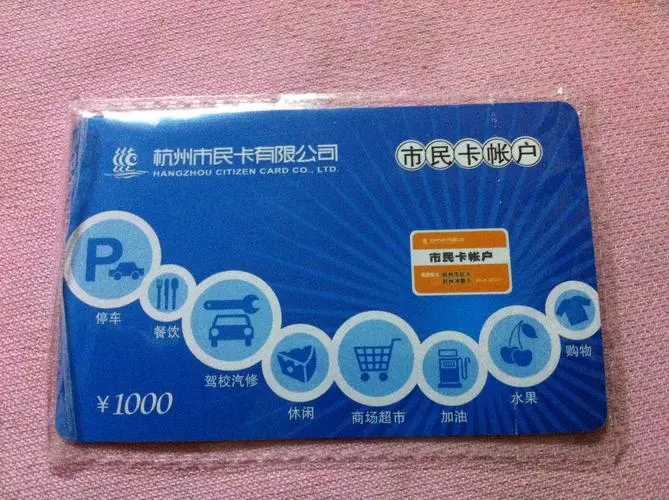 杭州市民卡有限公司
HANGZHOU CITIZEN CARD CO., LTD.
市民卡帐户
市民卡帐户
P
停车
餐饮
驾校汽修
休闲
商场超市
加油
水果
购物
¥1000